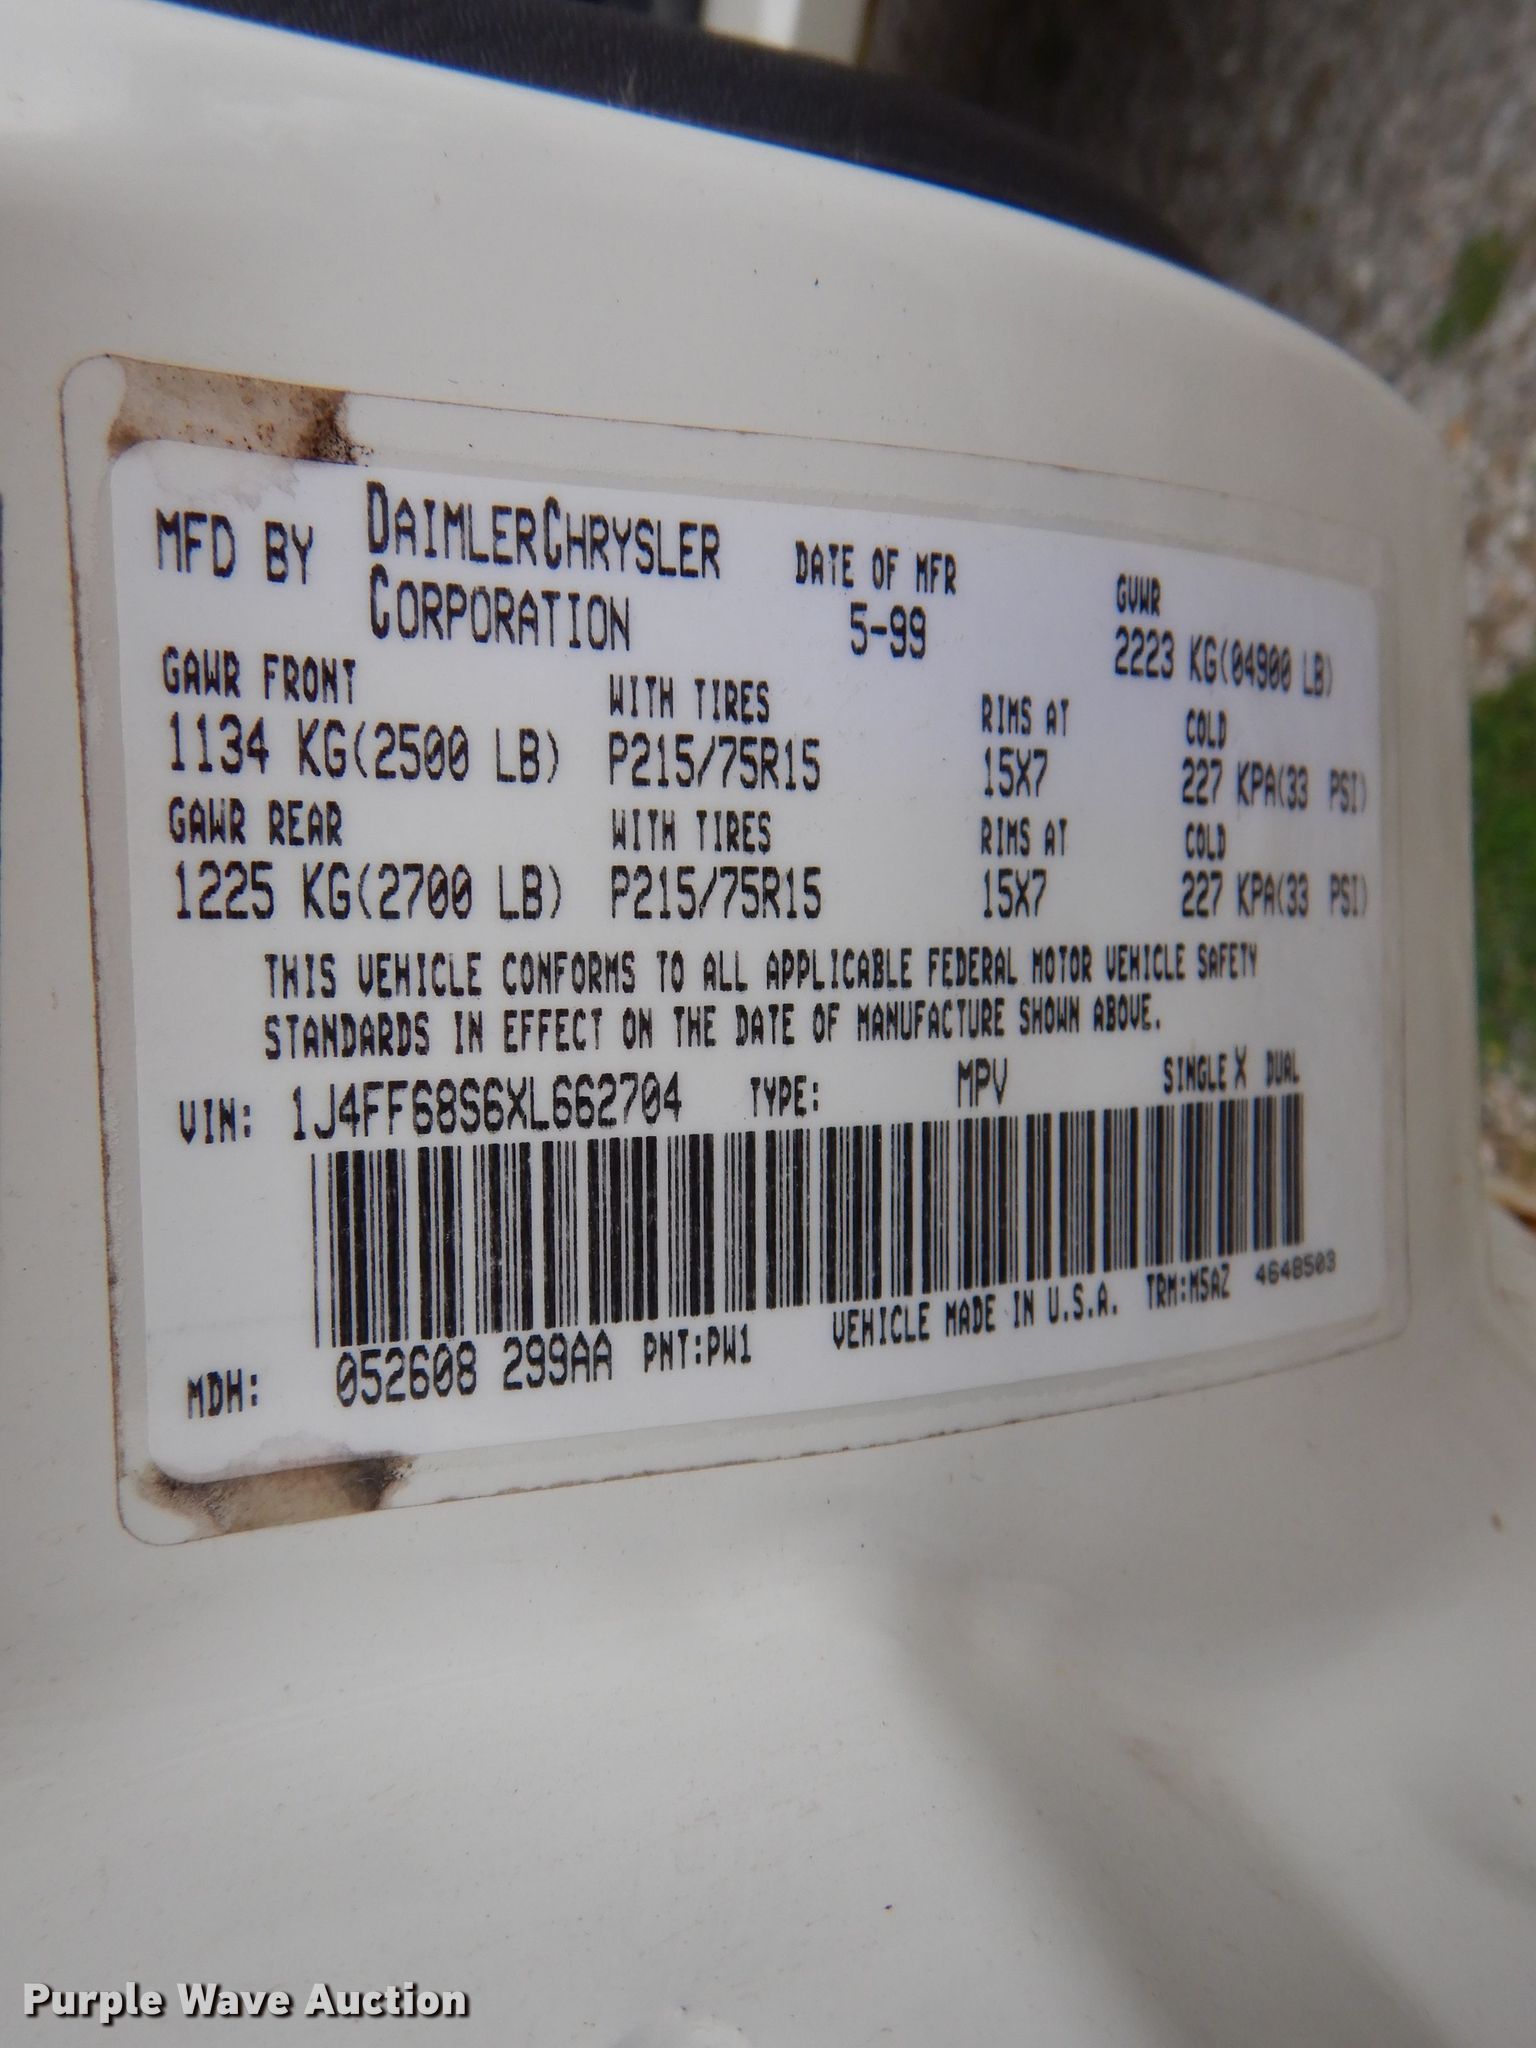 MFD BY DAIMLERCHRYSLER CORPORATION
DATE OF MFR
5-99
GVWR
2223 KG(04900 LB)
GAWR FRONT WITH TIRES RIMS AT COLD
1134 KG(2500 LB) P215/75R15 15X7 227 KPA(33 PSI)
GAWR REAR WITH TIRES RIMS AT COLD
1225 KG(2700 LB) P215/75R15 15X7 227 KPA(33 PSI)
THIS VEHICLE CONFORMS TO ALL APPLICABLE FEDERAL MOTOR VEHICLE SAFETY
STANDARDS IN EFFECT ON THE DATE OF MANUFACTURE SHOWN ABOVE.
VIN: 1J4FF68S6XL662704 TYPE: MPV SINGLE X DUAL
MDH: 052608 299AA PNT:PW1 VEHICLE MADE IN U.S.A. TRM:M5AZ 4648503
Purple Wave Auction